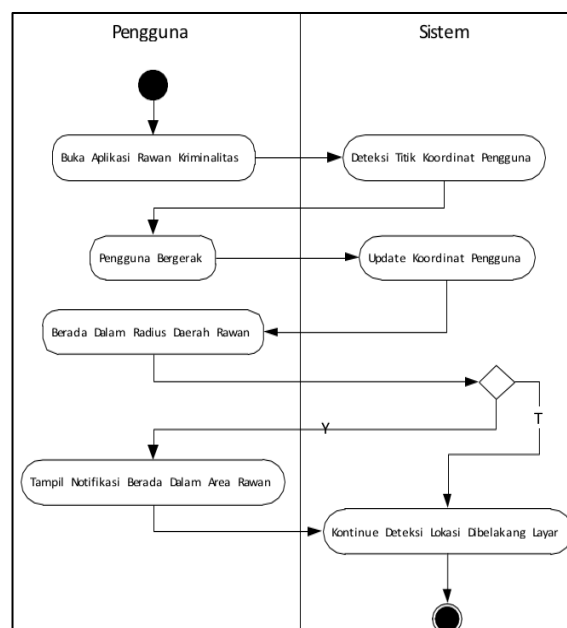 Pengguna
Sistem
Buka Aplikasi Rawan Kriminalitas
Deteksi Titik Koordinat Pengguna
Pengguna Bergerak
Update Koordinat Pengguna
Berada Dalam Radius Daerah Rawan
T
Y
Tampil Notifikasi Berada Dalam Area Rawan
Kontinue Deteksi Lokasi Dibelakang Layar